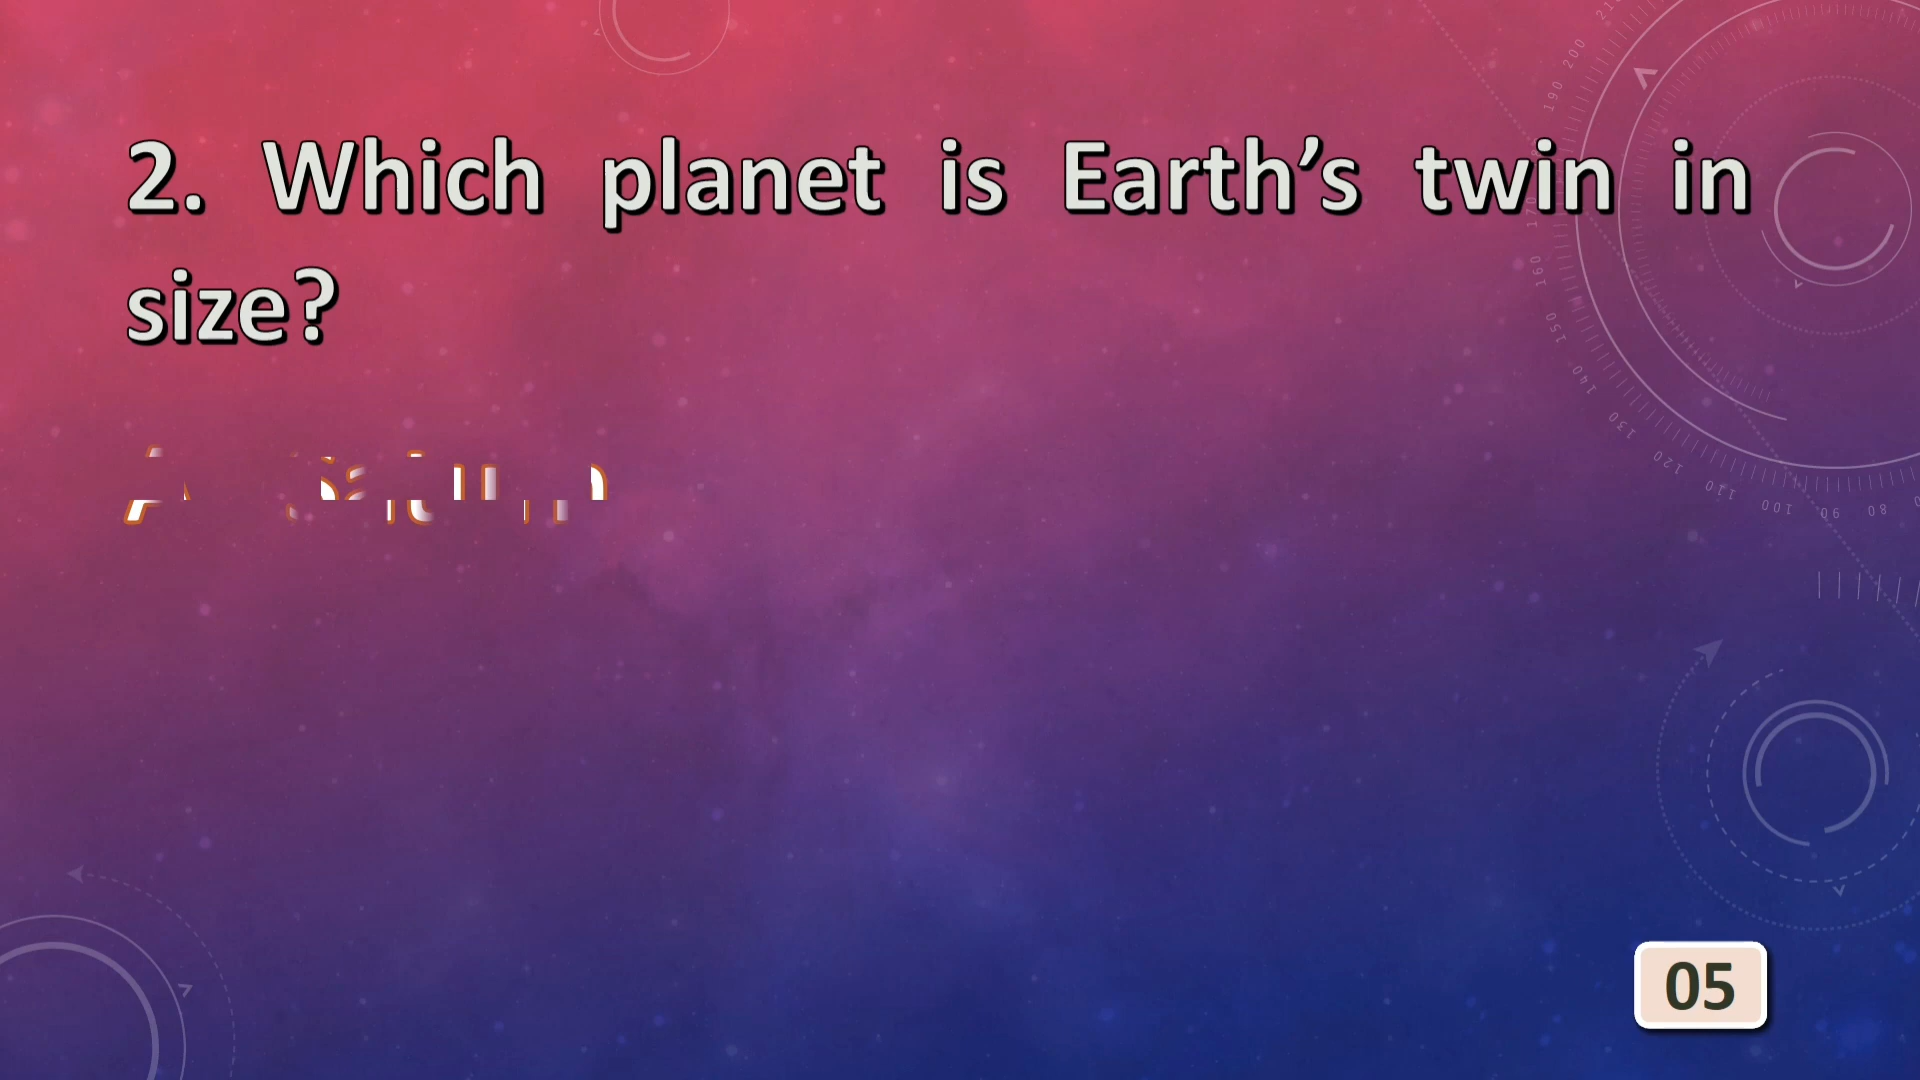 2. Which planet is Earth’s twin in
size?
05